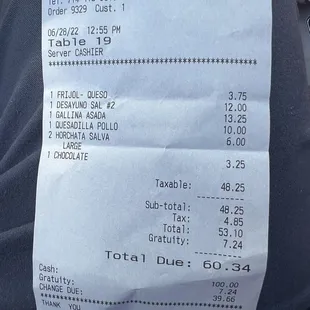 Order 9329 Cust. 1
06/28/22 12:55 PM
Table 19
Server CASHIER
1 FRIJOL- QUESO 3.75
1 DESAYUNO SAL #2 12.00
1 GALLINA ASADA 13.25
1 QUESADILLA POLLO 10.00
2 HORCHATA SALVA 6.00
LARGE
1 CHOCOLATE 3.25
Taxable: 48.25
Sub-total: 48.25
Tax: 4.85
Total: 53.10
Gratuity: 7.24
Total Due: 60.34
Cash: 100.00
Gratuity: 7.24
CHANGE DUE: 39.66
THANK YOU